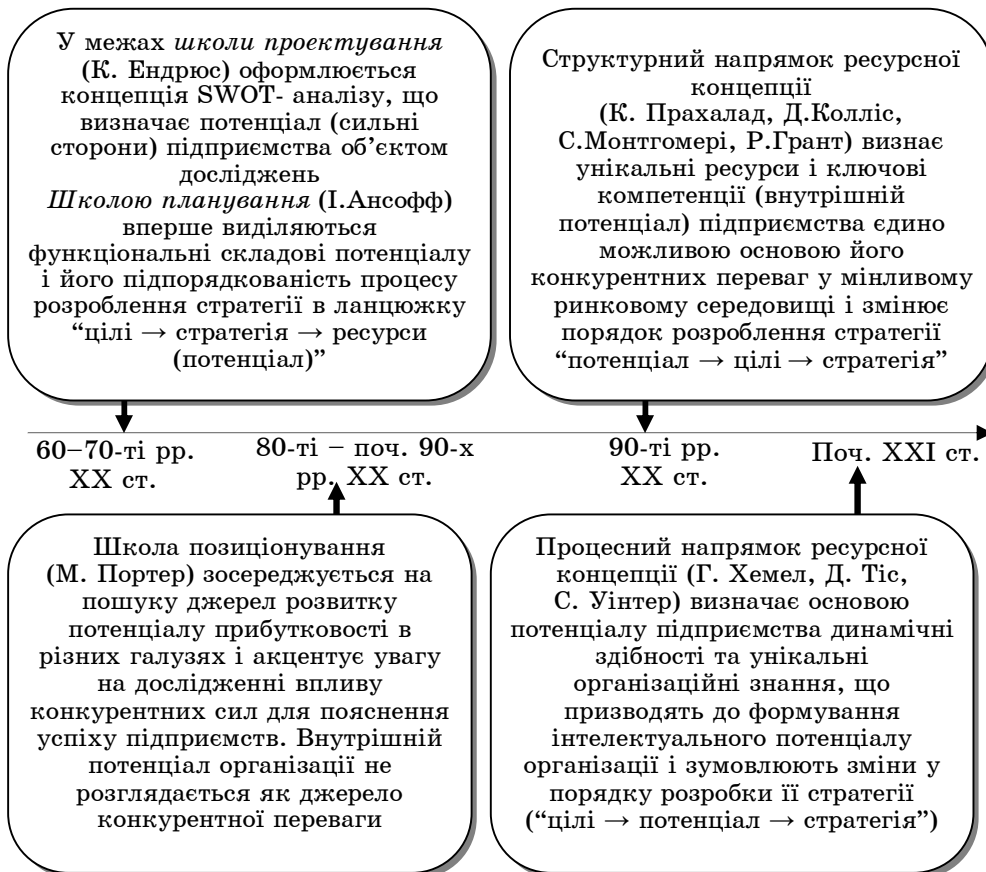 У межах школи проектування
(К. Ендрюс) оформлюється
концепція SWOT- аналізу, що
визначає потенціал (сильні
сторони) підприємства об’єктом
досліджень
Школою планування (І.Ансофф)
вперше виділяються
функціональні складові потенціалу
і його підпорядкованість процесу
розроблення стратегії в ланцюжку
“цілі → стратегія → ресурси
(потенціал)”
Структурний напрямок ресурсної
концепції
(К. Прахалад, Д.Колліс,
С.Монтгомері, Р.Грант) визнає
унікальні ресурси і ключові
компетенції (внутрішній
потенціал) підприємства єдино
можливою основою його
конкурентних переваг у мінливому
ринковому середовищі і змінює
порядок розроблення стратегії
“потенціал → цілі → стратегія”
60–70-ті рр.
XX ст.
80-ті – поч. 90-х
рр. XX ст.
90-ті рр.
XX ст.
Поч. XXI ст.
Школа позиціонування
(М. Портер) зосереджується на
пошуку джерел розвитку
потенціалу прибутковості в
різних галузях і акцентує увагу
на дослідженні впливу
конкурентних сил для пояснення
успіху підприємств. Внутрішній
потенціал організації не
розглядається як джерело
конкурентної переваги
Процесний напрямок ресурсної
концепції (Г. Хемел, Д. Тіс,
С. Уінтер) визначає основою
потенціалу підприємства динамічні
здібності та унікальні
організаційні знання, що
призводять до формування
інтелектуального потенціалу
організації і зумовлюють зміни у
порядку розробки її стратегії
(“цілі → потенціал → стратегія”)